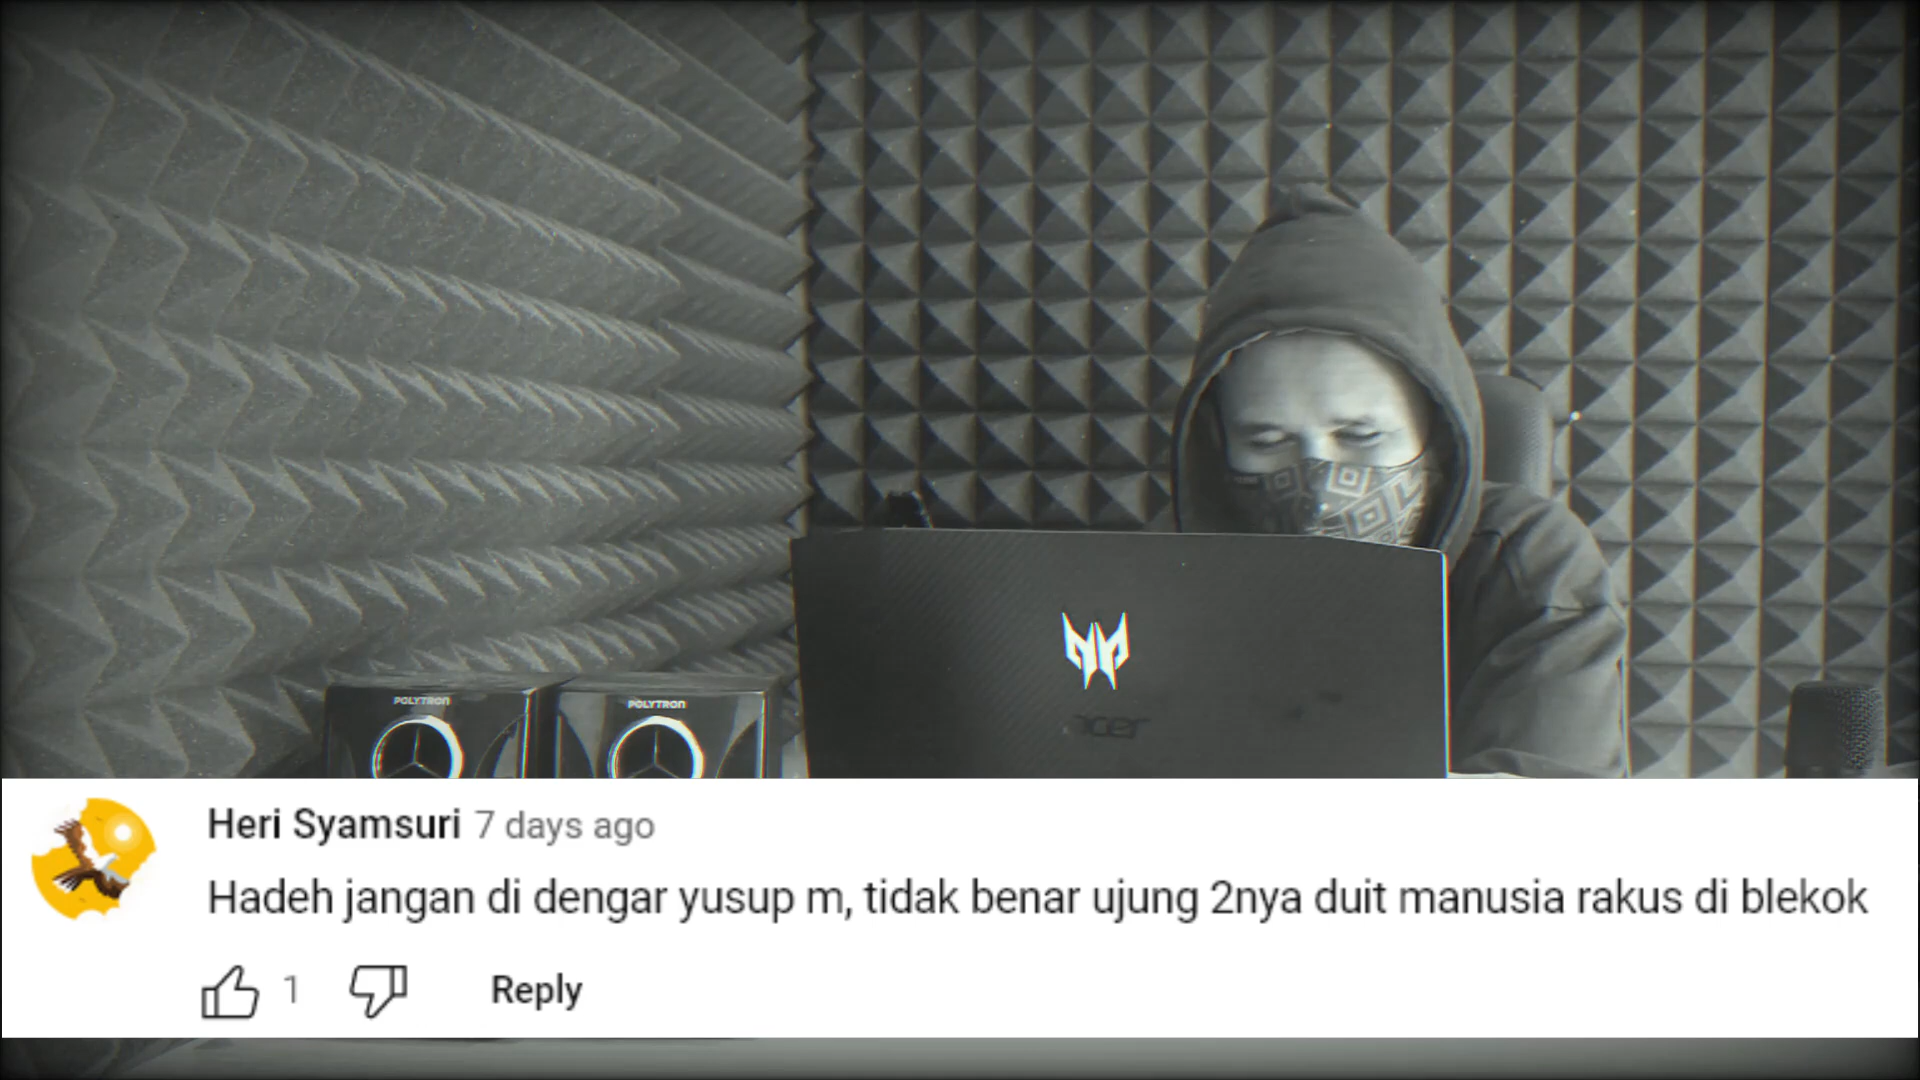 POLYTRON
POLYTRON
acer
Heri Syamsuri 7 days ago
Hadeh jangan di dengar yusup m, tidak benar ujung 2nya duit manusia rakus di blekok
1
Reply